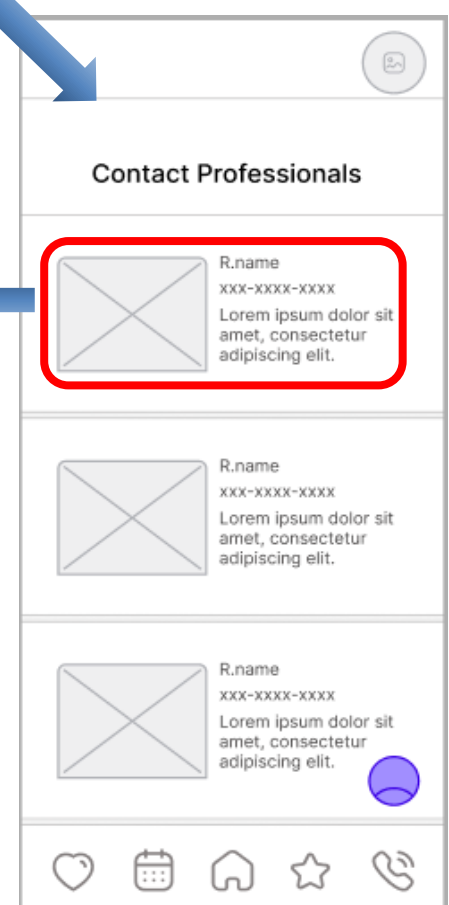 Contact Professionals
R.name
xxx-xxxx-xxxx
Lorem ipsum dolor sit
amet, consectetur
adipiscing elit.
R.name
xxx-xxxx-xxxx
Lorem ipsum dolor sit
amet, consectetur
adipiscing elit.
R.name
xxx-xxxx-xxxx
Lorem ipsum dolor sit
amet, consectetur
adipiscing elit.